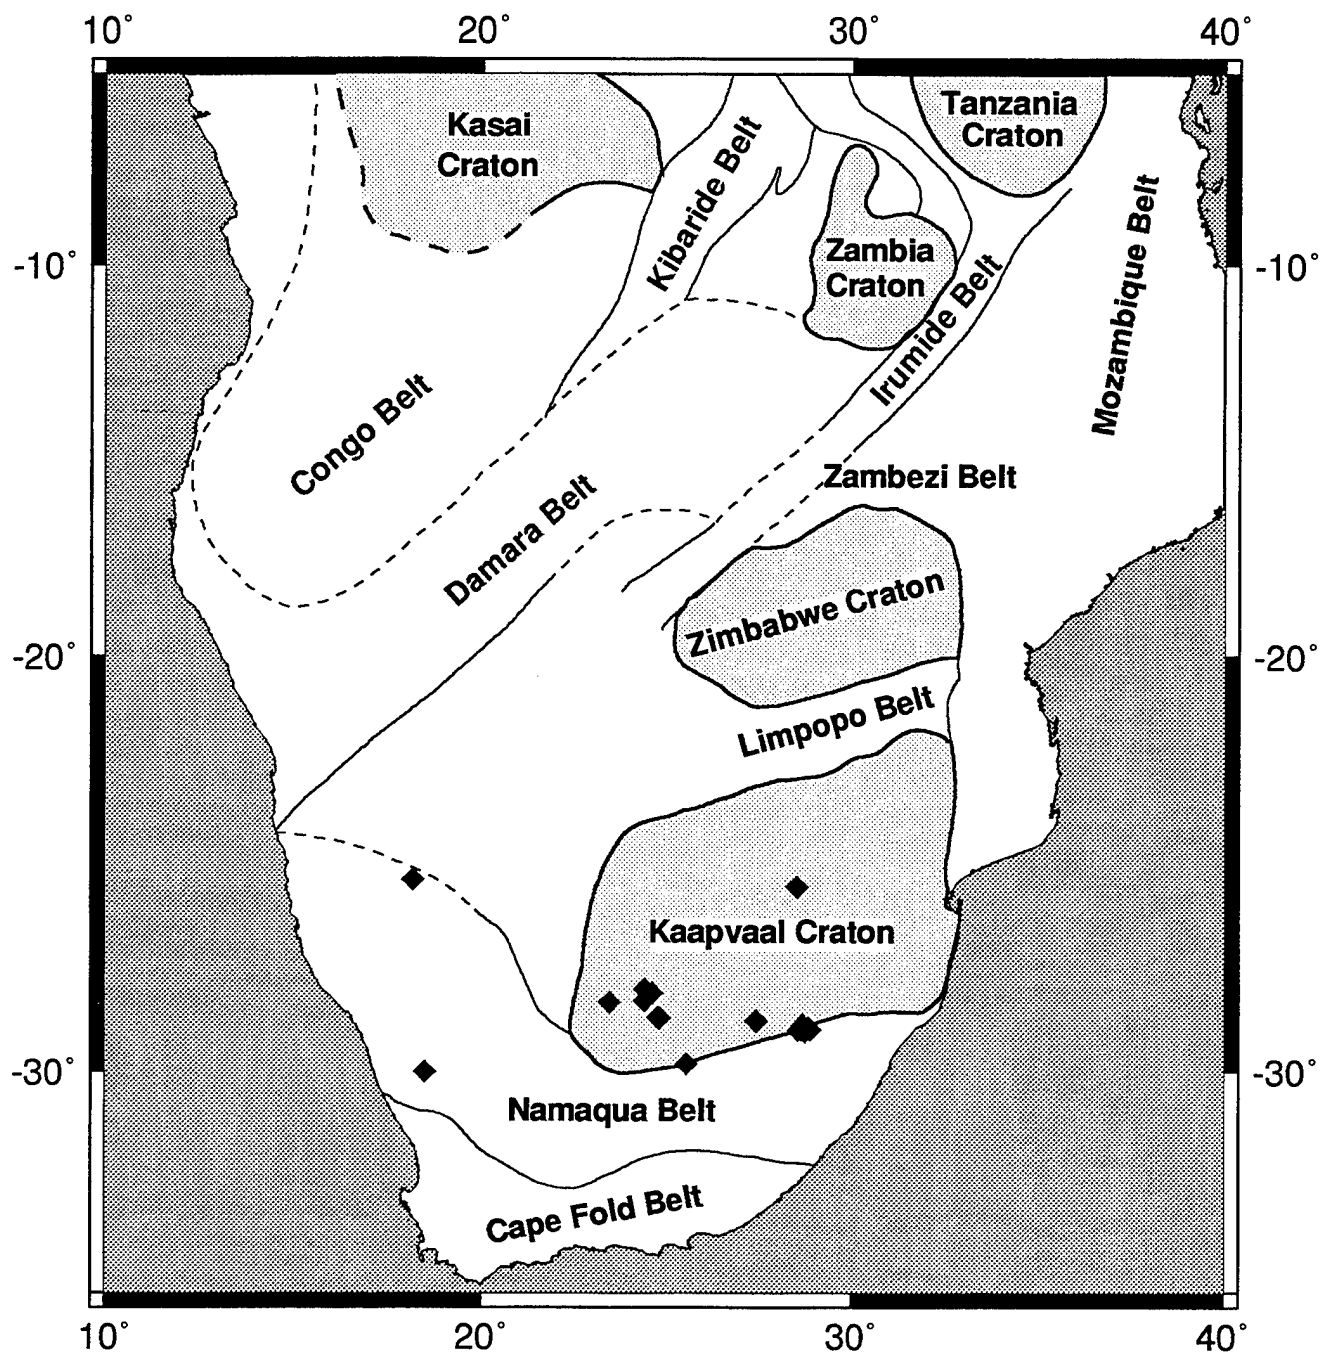 10° 20° 30° 40°
Kasai
Craton
Tanzania
Craton
Kibaride Belt
Mozambique Belt
Zambia
Craton
-10° -10°
Irumide Belt
Congo Belt
Zambezi Belt
Damara Belt
Zimbabwe Craton
-20° -20°
Limpopo Belt
Kaapvaal Craton
-30° -30°
Namaqua Belt
Cape Fold Belt
10° 20° 30° 40°